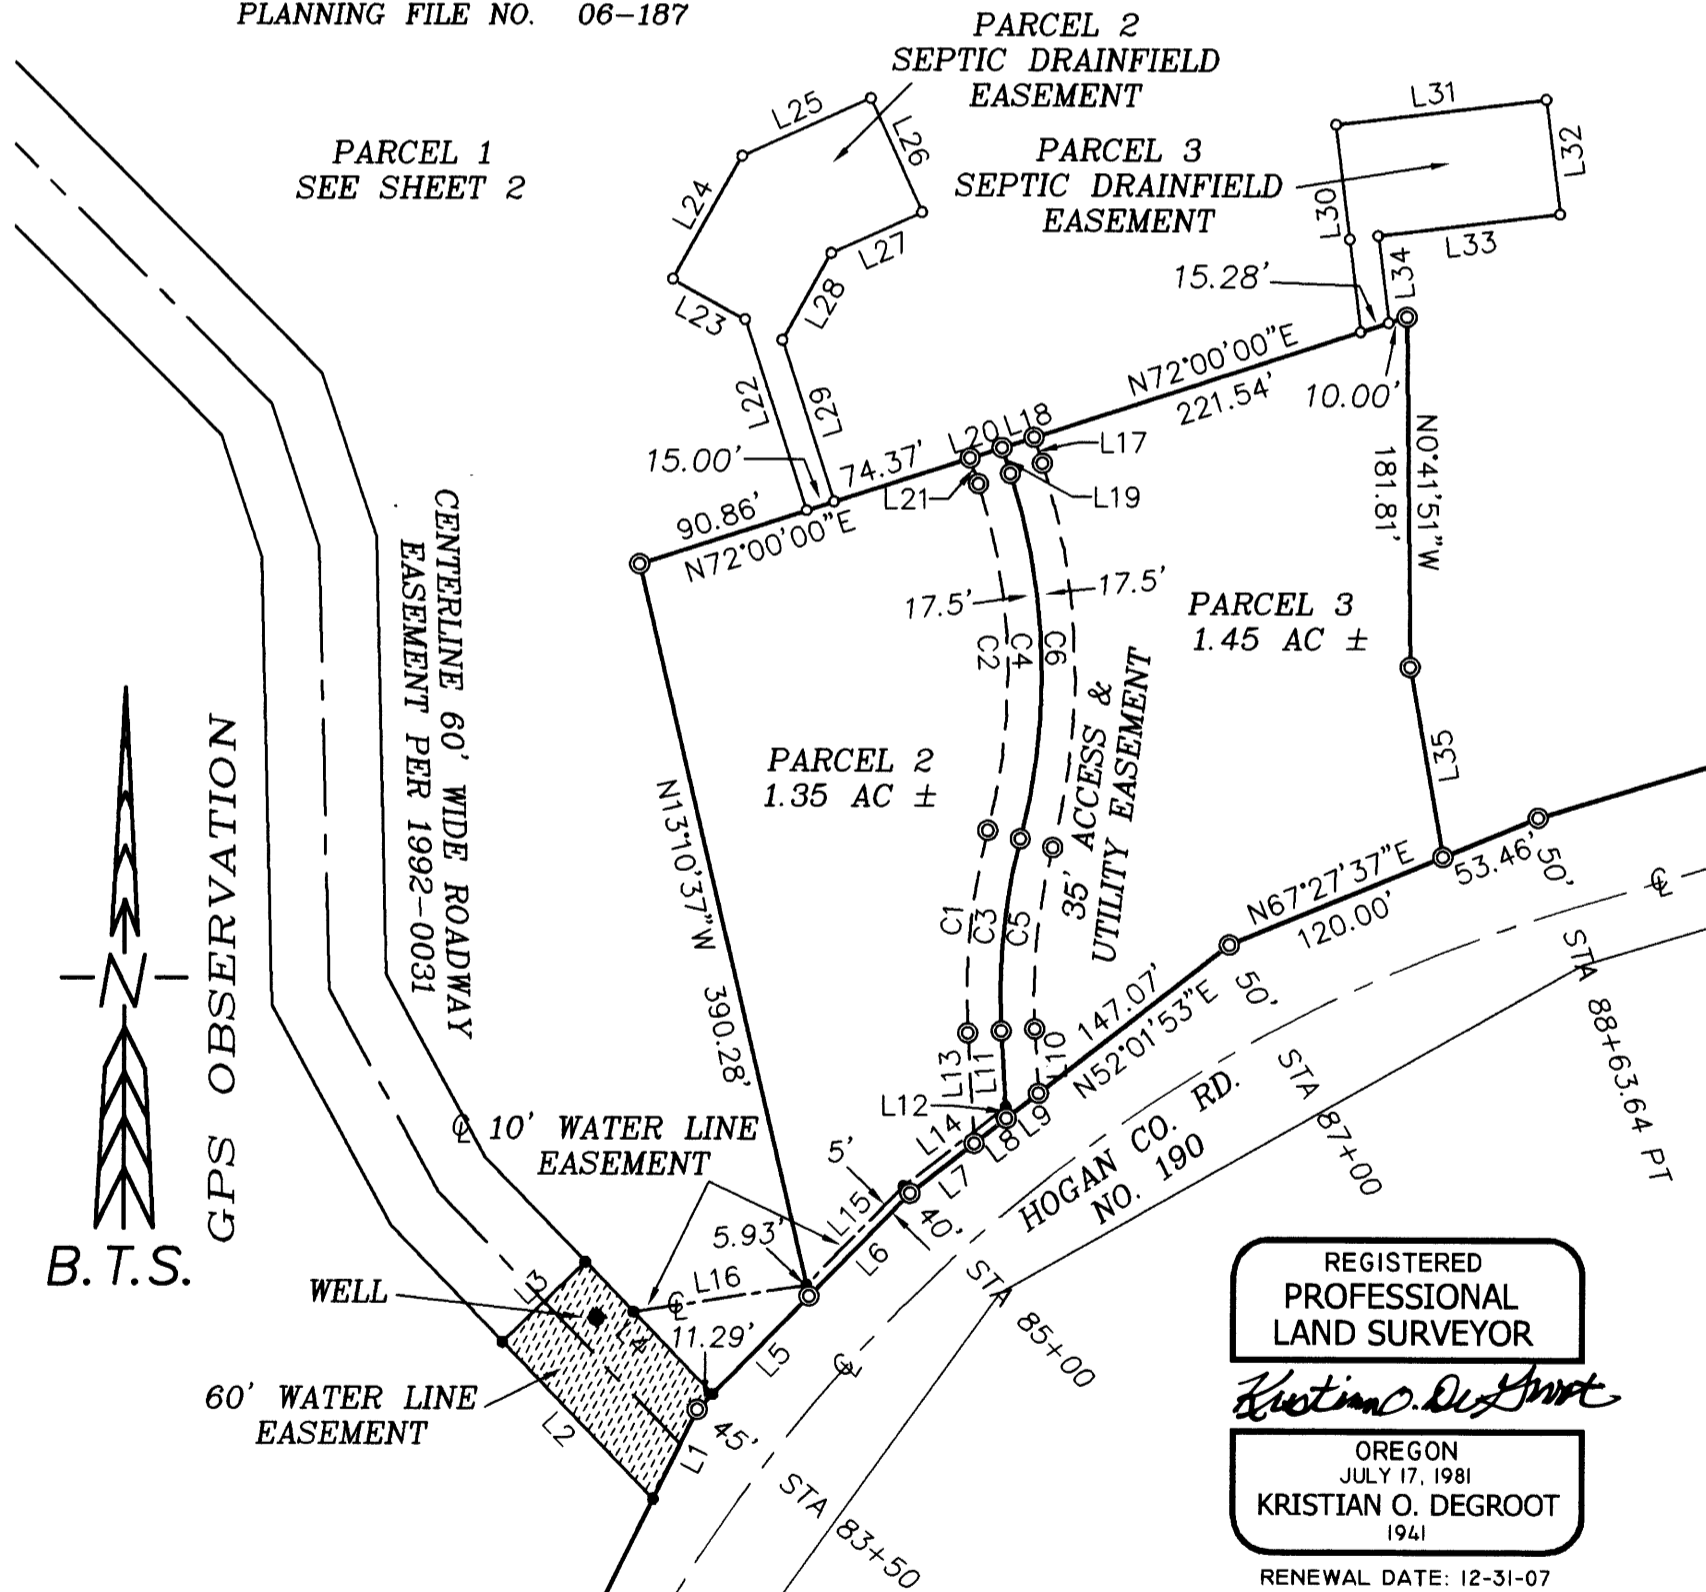 PLANNING FILE NO. 06-187
PARCEL 2
SEPTIC DRAINFIELD
EASEMENT
PARCEL 1
SEE SHEET 2
PARCEL 3
SEPTIC DRAINFIELD
EASEMENT
L25
L26
L24
L27
L23
L28
L22
L29
L31
L32
L30
L33
L34
15.28'
N72°00'00"E
221.54'
10.00'
L20
L18
L17
L19
L21
15.00'
74.37'
90.86'
N72°00'00"E
N0°41'51"W
181.81'
17.5'
17.5'
C2
C4
C6
PARCEL 3
1.45 AC ±
PARCEL 2
1.35 AC ±
35' ACCESS &
UTILITY EASEMENT
CENTERLINE 60' WIDE ROADWAY
EASEMENT PER 1992-0031
N13°10'37"W
390.28'
L35
N67°27'37"E
120.00'
53.46'
50'
℄
C1
C3
C5
GPS OBSERVATION
N
B.T.S.
147.07'
N52°01'53"E
50'
L13
L11
L10
L12
L14
L8
L9
L7
HOGAN CO. RD.
NO. 190
STA 88+63.64 PT
STA 87+00
STA 85+00
STA 83+50
℄
10' WATER LINE
EASEMENT
5'
L15
40'
5.93'
L6
L16
℄
WELL
L3
L4
11.29'
L5
℄
60' WATER LINE
EASEMENT
L2
L1
45'
REGISTERED
PROFESSIONAL
LAND SURVEYOR
Kristian O. DeGroot
OREGON
JULY 17, 1981
KRISTIAN O. DEGROOT
1941
RENEWAL DATE: 12-31-07